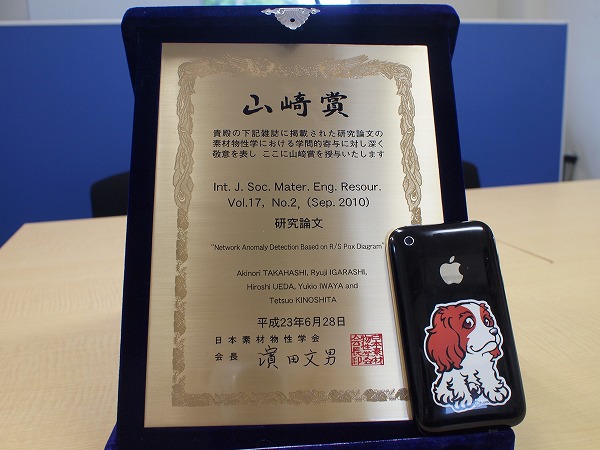 山崎賞
貴殿の下記雑誌に掲載された研究論文の
素材物性学における学問的寄与に対し深く
敬意を表し ここに山崎賞を授与いたします
Int. J. Soc. Mater. Eng. Resour.
Vol.17, No.2, (Sep. 2010)
研究論文
"Network Anomaly Detection Based on R/S Pox Diagram"
Akinori TAKAHASHI, Ryuji IGARASHI,
Hiroshi UEDA, Yukio IWAYA and
Tetsuo KINOSHITA
平成23年6月28日
日本素材物性学会
会長 濱田文男